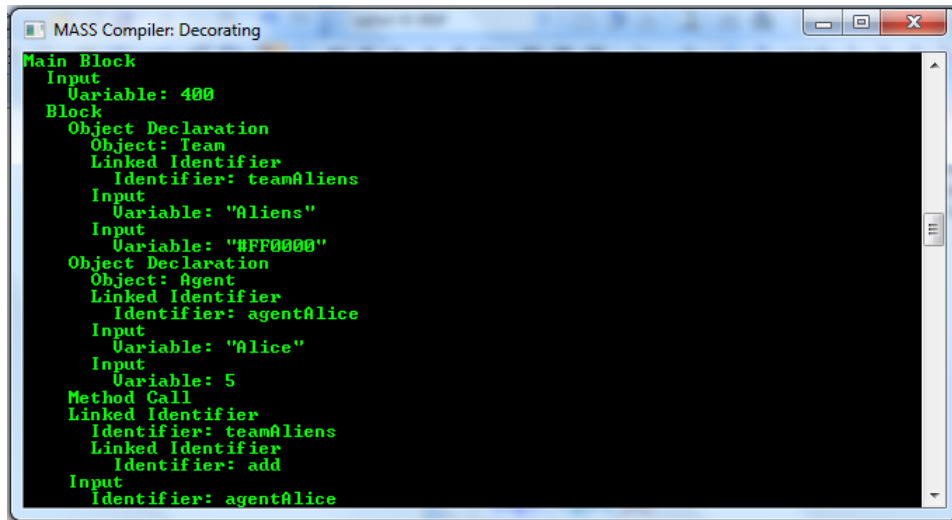 MASS Compiler: Decorating
Main Block
Input
Variable: 400
Block
Object Declaration
Object: Team
Linked Identifier
Identifier: teamAliens
Input
Variable: "Aliens"
Input
Variable: "#FF0000"
Object Declaration
Object: Agent
Linked Identifier
Identifier: agentAlice
Input
Variable: "Alice"
Input
Variable: 5
Method Call
Linked Identifier
Identifier: teamAliens
Linked Identifier
Identifier: add
Input
Identifier: agentAlice